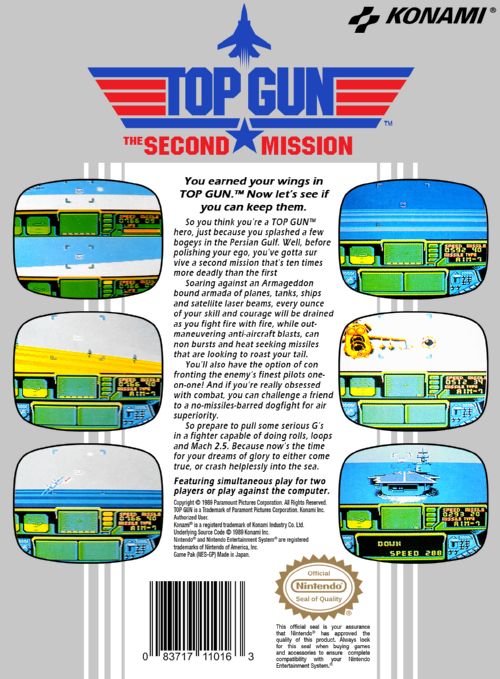 KONAMI®
TOP GUN
™
THE SECOND MISSION
You earned your wings in
TOP GUN.™ Now let's see if
you can keep them.
So you think you're a TOP GUN™
hero, just because you splashed a few
bogeys in the Persian Gulf. Well, before
polishing your ego, you've gotta sur
vive a second mission that's ten times
more deadly than the first
Soaring against an Armageddon
bound armada of planes, tanks, ships
and satellite laser beams, every ounce
of your skill and courage will be drained
as you fight fire with fire, while out-
maneuvering anti-aircraft blasts, can
non bursts and heat seeking missiles
that are looking to roast your tail.
You'll also have the option of con
fronting the enemy's finest pilots one-
on-one! And if you're really obsessed
with combat, you can challenge a friend
to a no-missiles-barred dogfight for air
superiority.
So prepare to pull some serious G's
in a fighter capable of doing rolls, loops
and Mach 2.5. Because now's the time
for your dreams of glory to either come
true, or crash helplessly into the sea.
Featuring simultaneous play for two
players or play against the computer.
Copyright © 1989 Paramount Pictures Corporation. All Rights Reserved.
TOP GUN is a Trademark of Paramount Pictures Corporation. Konami Inc.
Authorized User.
Konami® is a registerd trademark of Konami Industry Co. Ltd.
Underlying Source Code © 1989 Konami Inc.
Nintendo® and Nintendo Entertainment System® are registered
trademarks of Nintendo of America, Inc.
Game Pak (NES-GP) Made in Japan.
SPEED MISSILE
MISSILE TYPE
AIM-9
SPEED MISSILE
MISSILE TYPE
AIM-9
DOWN
SPEED 288
0 83717 11016 3
Official
Nintendo®
Seal of Quality
This official seal is your assurance
that Nintendo® has approved the
quality of this product. Always look
for this seal when buying games
and accessories to ensure complete
compatibility with your Nintendo
Entertainment System.®